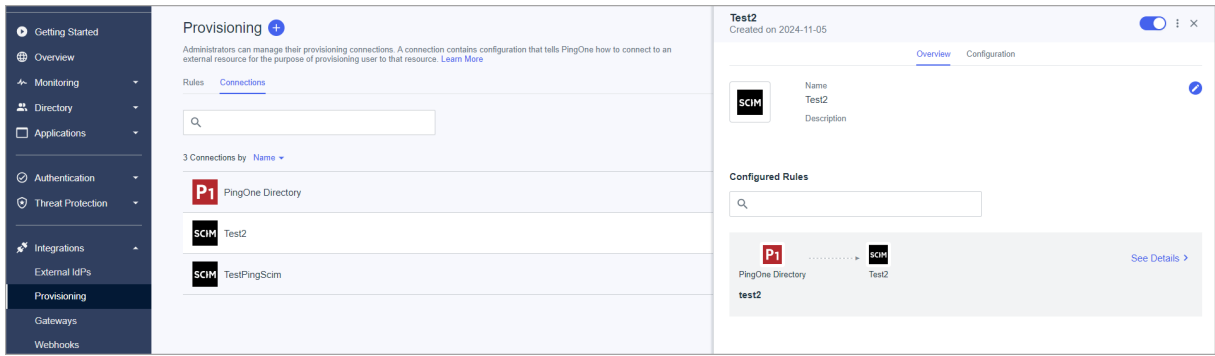 Getting Started
Overview
Monitoring
Directory
Applications
Authentication
Threat Protection
Integrations
External IdPs
Provisioning
Gateways
Webhooks
Provisioning
Administrators can manage their provisioning connections. A connection contains configuration that tells PingOne how to connect to an
external resource for the purpose of provisioning user to that resource. Learn More
Rules Connections
3 Connections by Name
P1 PingOne Directory
SCIM Test2
SCIM TestPingScim
Test2
Created on 2024-11-05
Overview Configuration
SCIM
Name
Test2
Description
Configured Rules
P1 SCIM
PingOne Directory Test2
See Details
test2